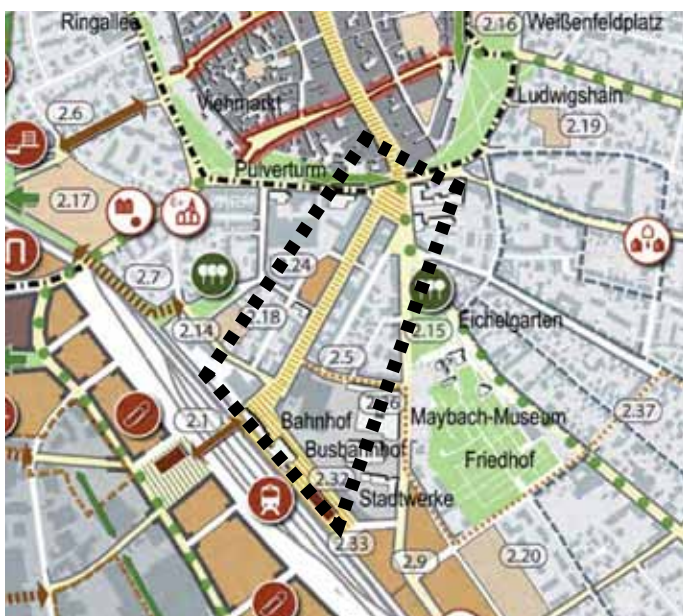 Ringallee
2.16
Weißenfeldplatz
Viehmarkt
Ludwigshain
2.6
2.19
Pulverturm
2.17
2.24
2.7
2.18
2.14
2.15
Eichelgarten
2.5
2.1
Bahnhof
Maybach-Museum
2.37
Busbahnhof
Friedhof
2.32
Stadtwerke
2.33
2.9
2.20